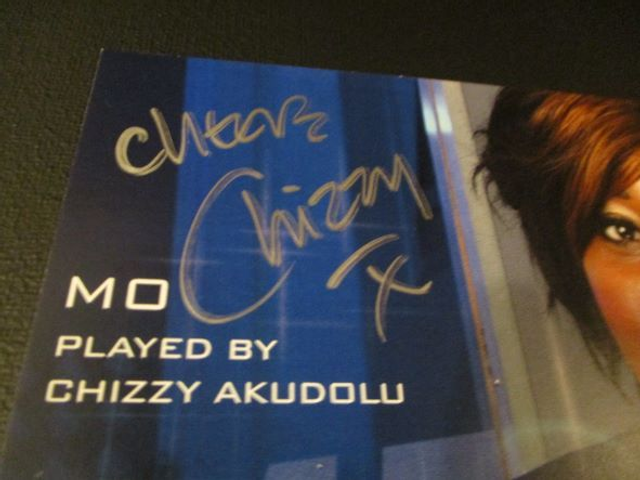 cheers
Chizzy
x
MO
PLAYED BY
CHIZZY AKUDOLU